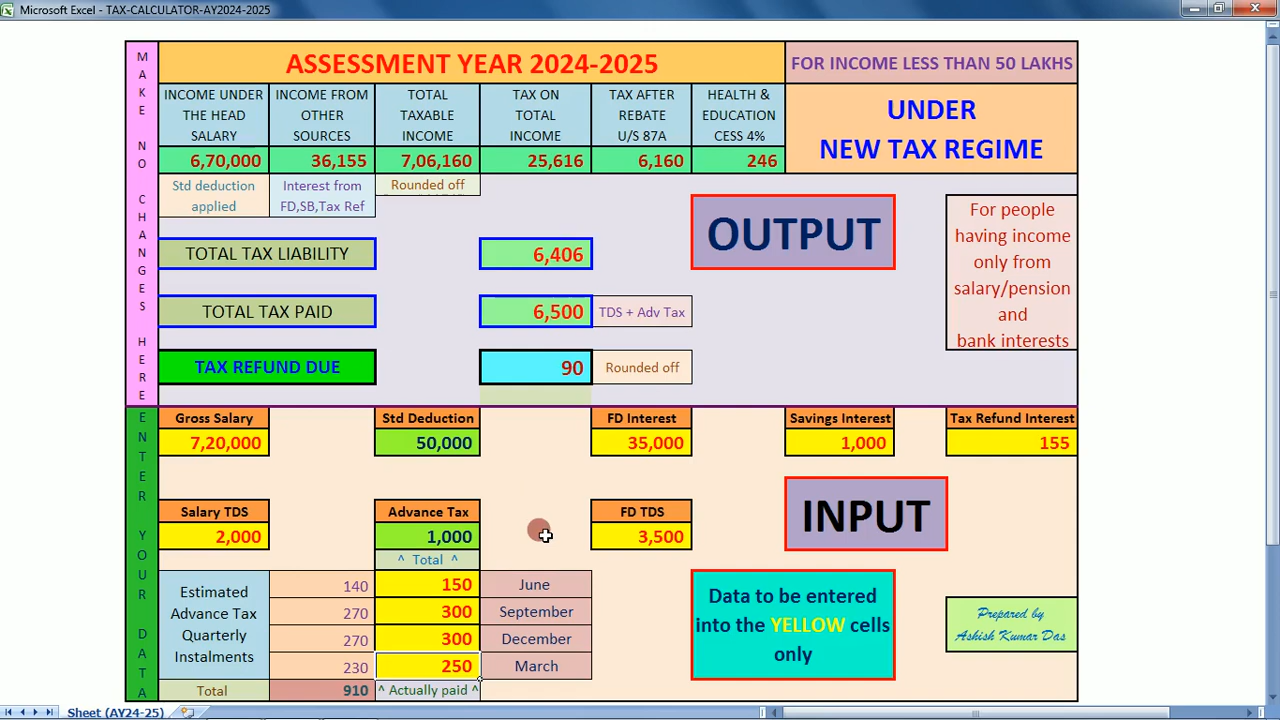 Microsoft Excel - TAX-CALCULATOR-AY2024-2025
MAKE NO CHANGES HERE
ASSESSMENT YEAR 2024-2025
FOR INCOME LESS THAN 50 LAKHS
INCOME UNDER
THE HEAD
SALARY
INCOME FROM
OTHER
SOURCES
TOTAL
TAXABLE
INCOME
TAX ON
TOTAL
INCOME
TAX AFTER
REBATE
U/S 87A
HEALTH &
EDUCATION
CESS 4%
UNDER
NEW TAX REGIME
6,70,000
36,155
7,06,160
25,616
6,160
246
Std deduction
applied
Interest from
FD,SB,Tax Ref
Rounded off
OUTPUT
For people
having income
only from
salary/pension
and
bank interests
TOTAL TAX LIABILITY
6,406
TOTAL TAX PAID
6,500
TDS + Adv Tax
TAX REFUND DUE
90
Rounded off
ENTER YOUR DATA
Gross Salary
Std Deduction
FD Interest
Savings Interest
Tax Refund Interest
7,20,000
50,000
35,000
1,000
155
Salary TDS
Advance Tax
FD TDS
INPUT
2,000
1,000
3,500
^ Total ^
Estimated
Advance Tax
Quarterly
Instalments
140
150
June
270
300
September
270
300
December
230
250
March
Total
910
^ Actually paid ^
Data to be entered
into the YELLOW cells
only
Prepared by
Ashish Kumar Das
Sheet (AY24-25)